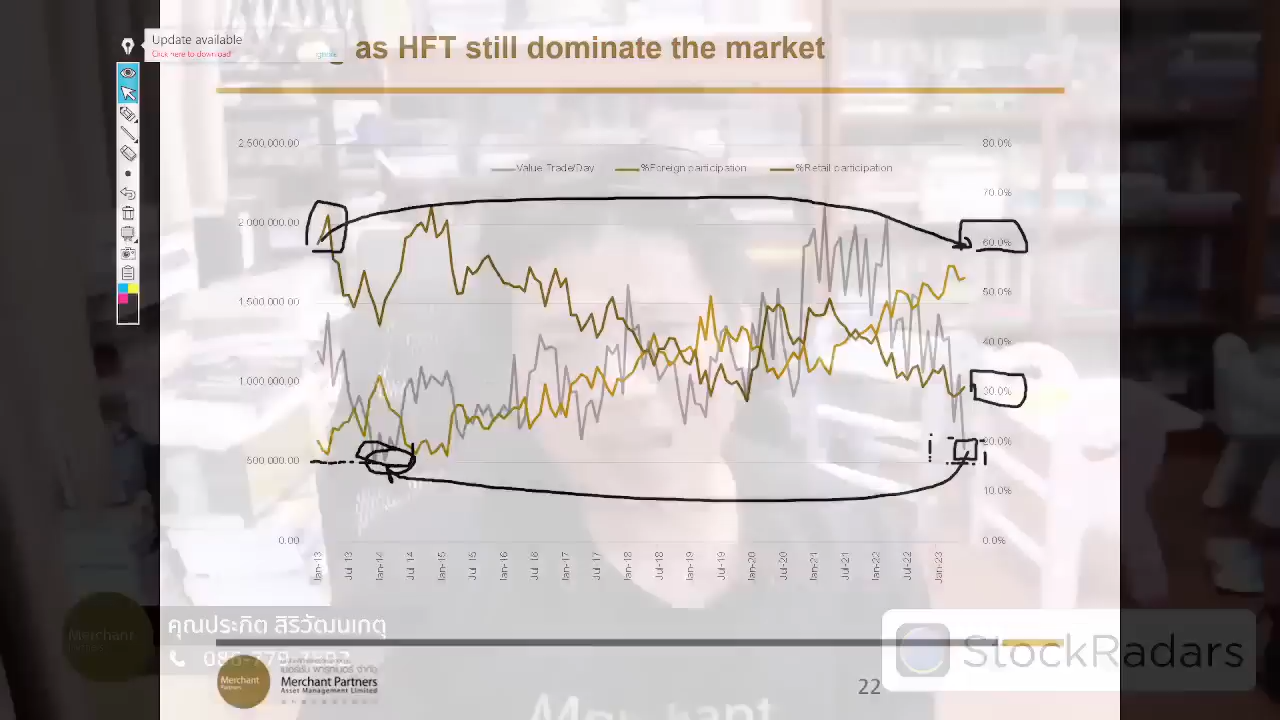 Update available
Click here to download
as HFT still dominate the market
2,500,000.00
80.0%
Value Trade/Day
%Foreign participation
%Retail participation
70.0%
2,000,000.00
60.0%
1,500,000.00
50.0%
40.0%
1,000,000.00
30.0%
20.0%
500,000.00
10.0%
0.00
0.0%
Jan-13
Jul-13
Jan-14
Jul-14
Jan-15
Jul-15
Jan-16
Jul-16
Jan-17
Jul-17
Jan-18
Jul-18
Jan-19
Jul-19
Jan-20
Jul-20
Jan-21
Jul-21
Jan-22
Jul-22
Jan-23
คุณประกิต สิริวัฒนเกตุ
Merchant
Partners
StockRadars
Merchant
Partners
Merchant Partners
Asset Management Limited
22
Merchant